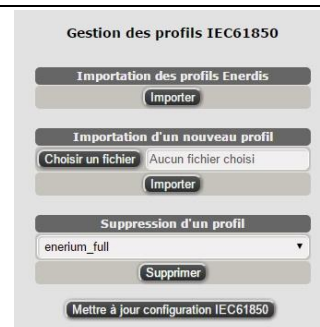 Gestion des profils IEC61850
Importation des profils Enerdis
Importer
Importation d'un nouveau profil
Choisir un fichier Aucun fichier choisi
Importer
Suppression d'un profil
enerium_full
Supprimer
Mettre à jour configuration IEC61850